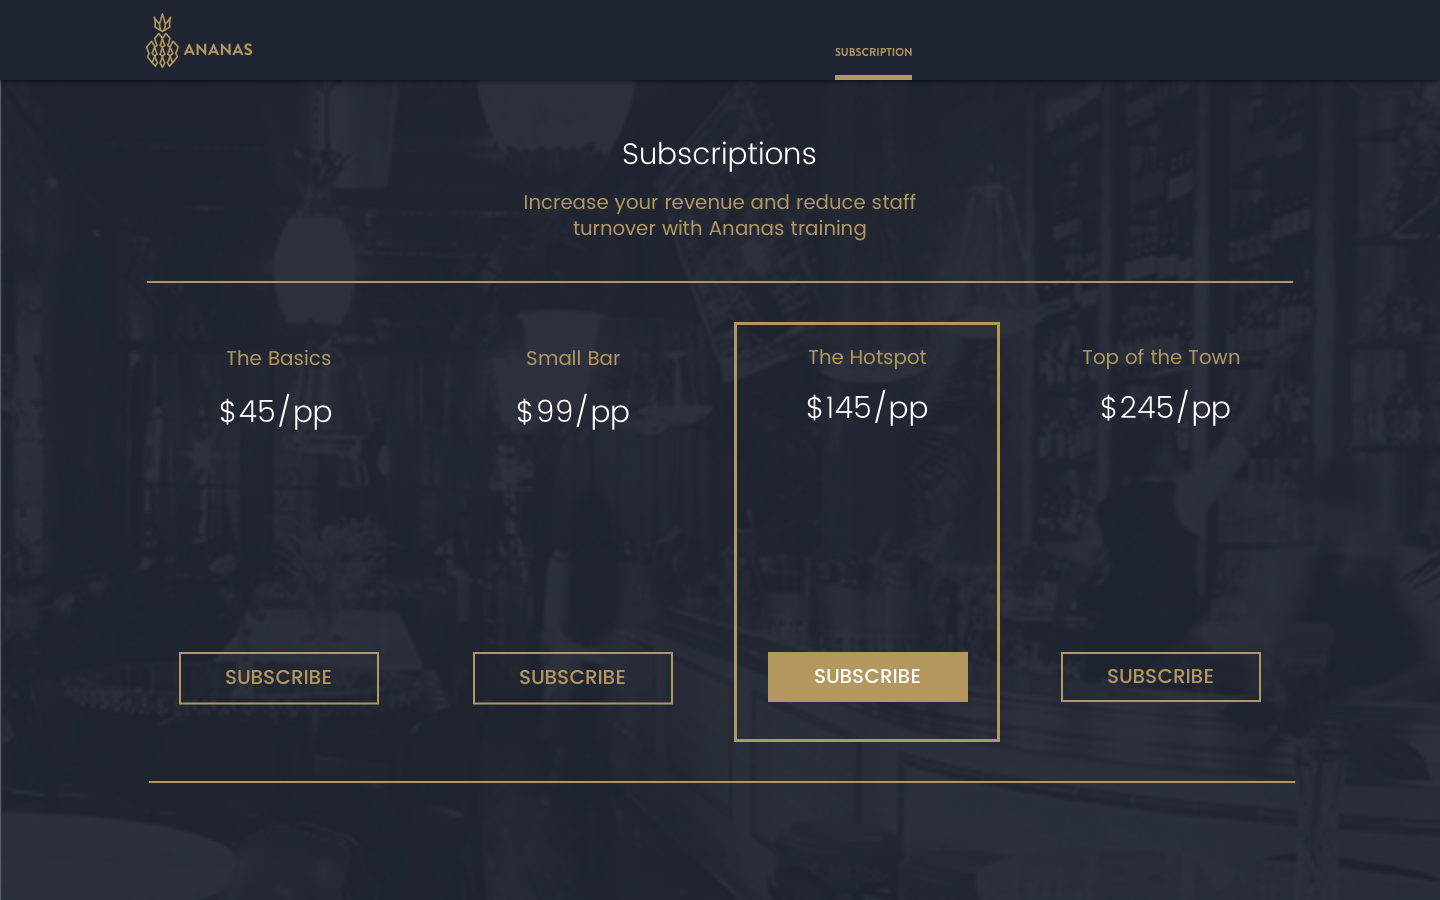 ANANAS
SUBSCRIPTION
Subscriptions
Increase your revenue and reduce staff
turnover with Ananas training
The Basics
$45/pp
SUBSCRIBE
Small Bar
$99/pp
SUBSCRIBE
The Hotspot
$145/pp
SUBSCRIBE
Top of the Town
$245/pp
SUBSCRIBE